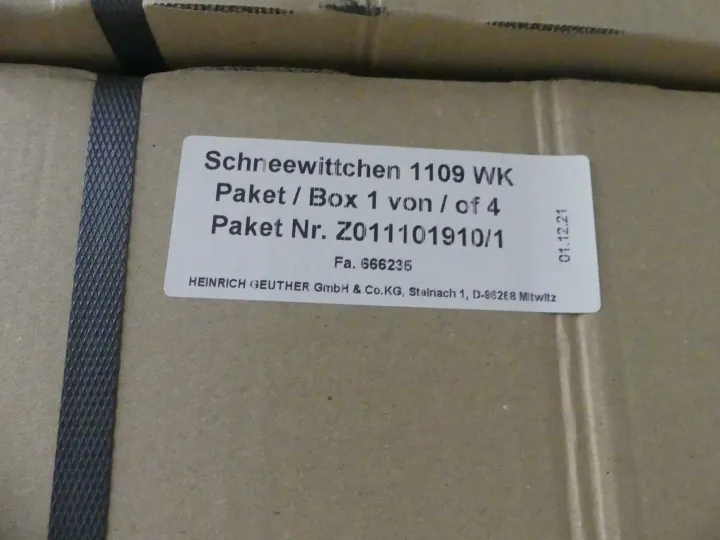 Schneewittchen 1109 WK
Paket / Box 1 von / of 4
Paket Nr. Z011101910/1
Fa. 666235
HEINRICH GEUTHER GmbH & Co.KG, Steinach 1, D-96268 Mitwitz
01.12.21